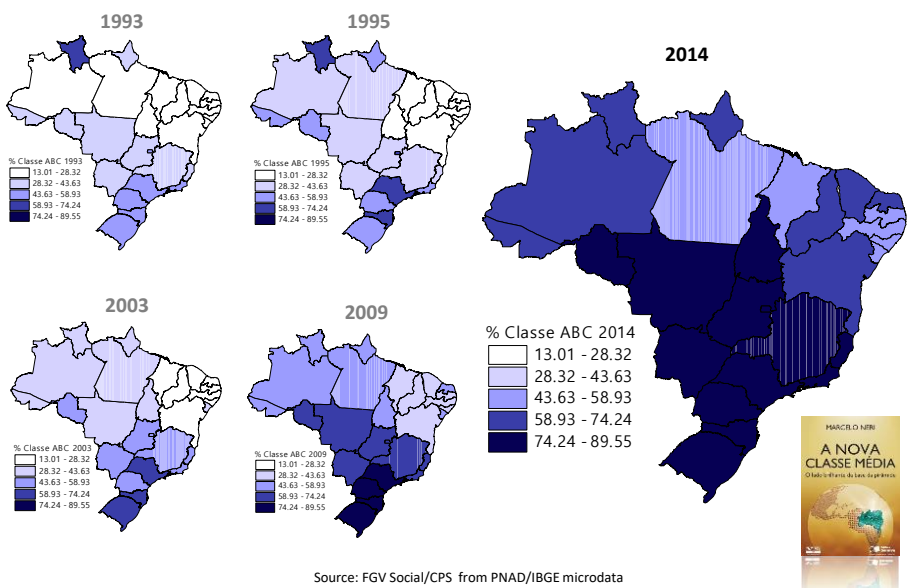 1993
% Classe ABC 1993
13.01 - 28.32
28.32 - 43.63
43.63 - 58.93
58.93 - 74.24
74.24 - 89.55
1995
% Classe ABC 1995
13.01 - 28.32
28.32 - 43.63
43.63 - 58.93
58.93 - 74.24
74.24 - 89.55
2014
% Classe ABC 2014
13.01 - 28.32
28.32 - 43.63
43.63 - 58.93
58.93 - 74.24
74.24 - 89.55
2003
% Classe ABC 2003
13.01 - 28.32
28.32 - 43.63
43.63 - 58.93
58.93 - 74.24
74.24 - 89.55
2009
% Classe ABC 2009
13.01 - 28.32
28.32 - 43.63
43.63 - 58.93
58.93 - 74.24
74.24 - 89.55
MARCELO NERI
A NOVA
CLASSE MÉDIA
O lado brilhante da base da pirâmide
Source: FGV Social/CPS from PNAD/IBGE microdata